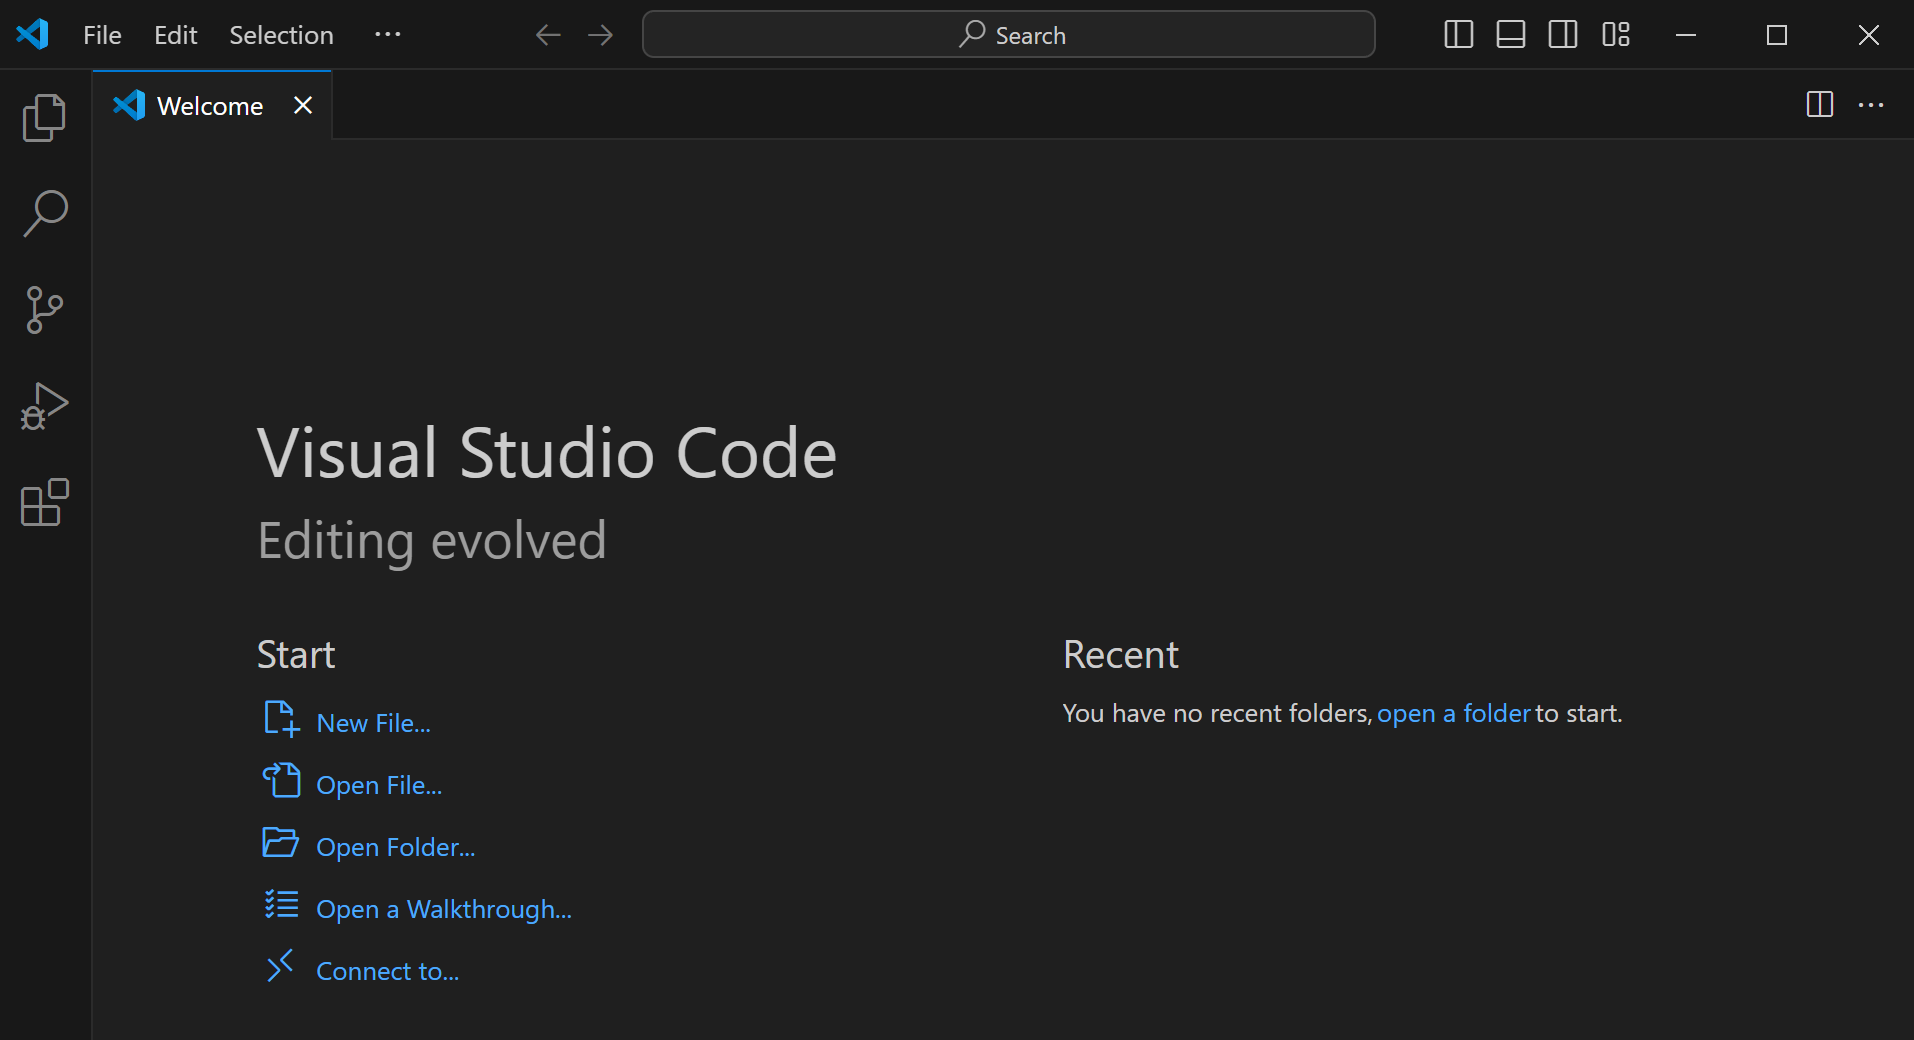 File Edit Selection ···
Search
Welcome
Visual Studio Code
Editing evolved
Start
New File...
Open File...
Open Folder...
Open a Walkthrough...
Connect to...
Recent
You have no recent folders, open a folder to start.